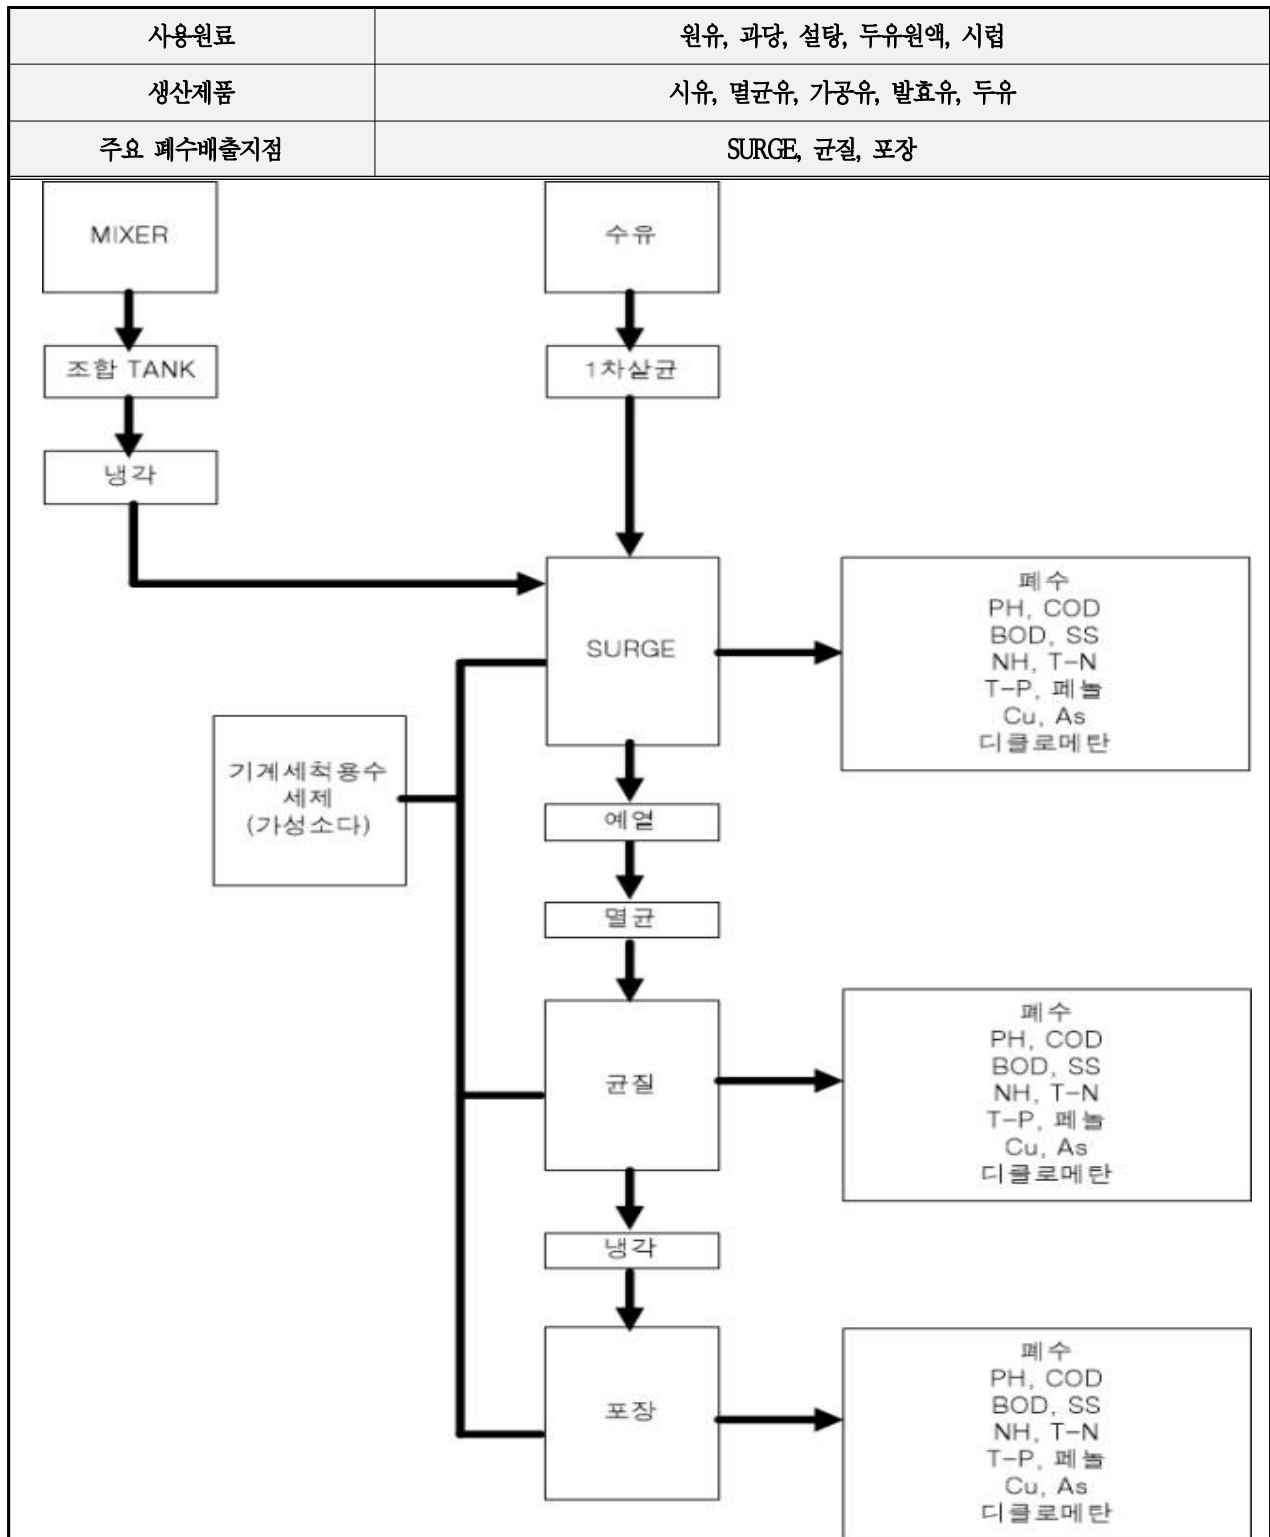 사용원료 원유, 과당, 설탕, 두유원액, 시럽
생산제품 시유, 멸균유, 가공유, 발효유, 두유
주요 폐수배출지점 SURGE, 균질, 포장
MIXER
수유
조합 TANK
1차살균
냉각
SURGE
폐수
PH, COD
BOD, SS
NH, T-N
T-P, 페놀
Cu, As
디클로메탄
기계세척용수
세제
(가성소다)
예열
멸균
균질
폐수
PH, COD
BOD, SS
NH, T-N
T-P, 페놀
Cu, As
디클로메탄
냉각
포장
폐수
PH, COD
BOD, SS
NH, T-N
T-P, 페놀
Cu, As
디클로메탄